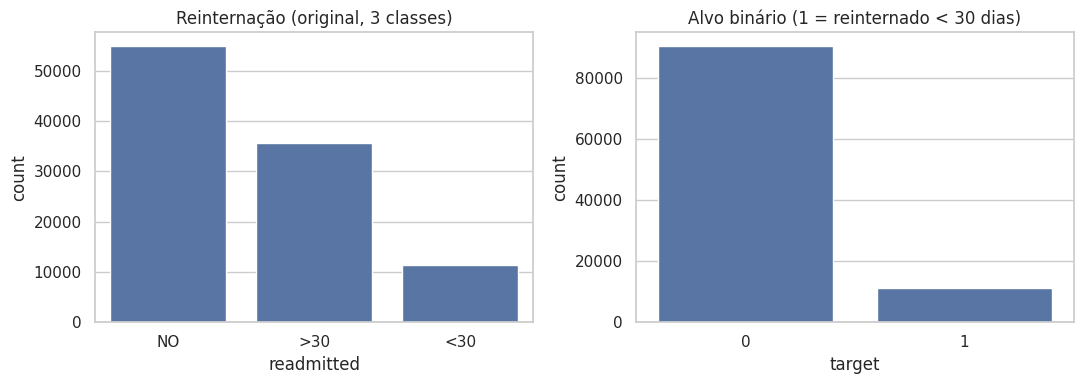 Reinternação (original, 3 classes)
count
50000
40000
30000
20000
10000
0
NO
>30
<30
readmitted
Alvo binário (1 = reinternado < 30 dias)
count
80000
60000
40000
20000
0
0
1
target